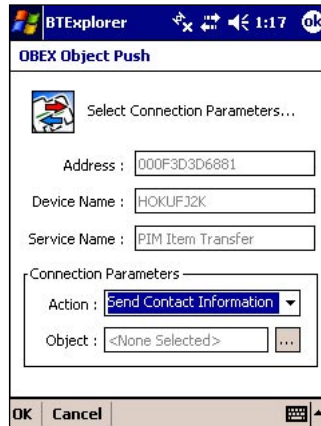 BTExplorer 1:17 ok
OBEX Object Push
Select Connection Parameters...
Address : 000F3D3D6881
Device Name : HOKUFJ2K
Service Name : PIM Item Transfer
Connection Parameters
Action : Send Contact Information
Object : <None Selected> ...
OK Cancel